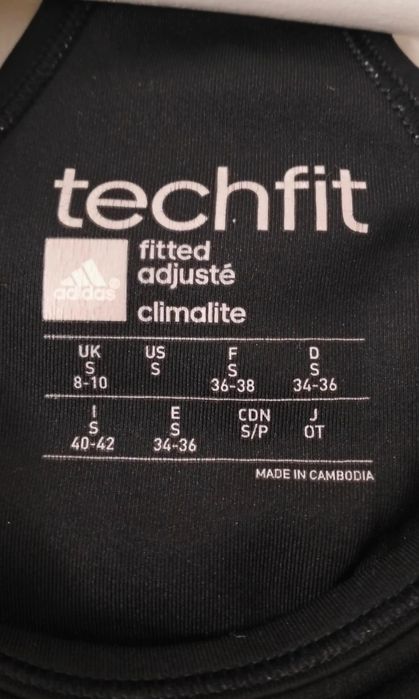 techfit
fitted
adjusté
adidas
climalite
UK US F D
S S S S
8-10 36-38 34-36
I E CDN J
S S S/P OT
40-42 34-36
MADE IN CAMBODIA